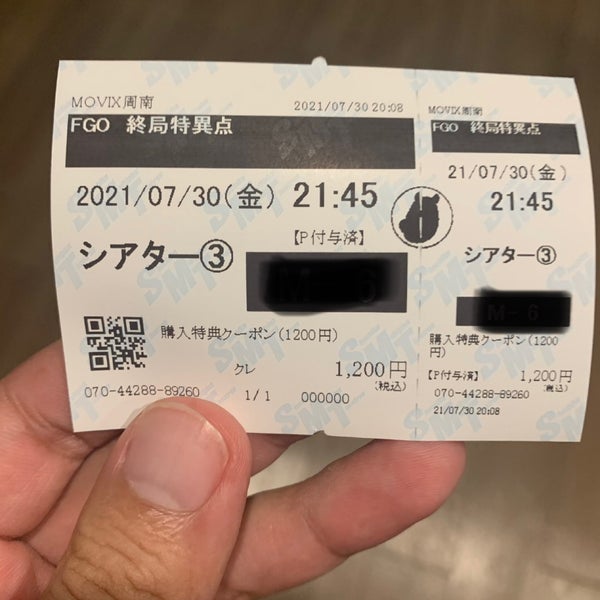 MOVIX周南
2021/07/30 20:08
FGO 終局特異点
2021/07/30(金) 21:45
【P付与済】
シアター③
M- 6
購入特典クーポン(1200円)
クレ
1,200円
(税込)
070-44288-89260
1/1
000000
MOVIX周南
FGO 終局特異点
21/07/30(金)
21:45
シアター③
M- 6
購入特典クーポン(1200
円)
【P付与済】
1,200円
(税込)
070-44288-89260
21/07/30 20:08
SMT